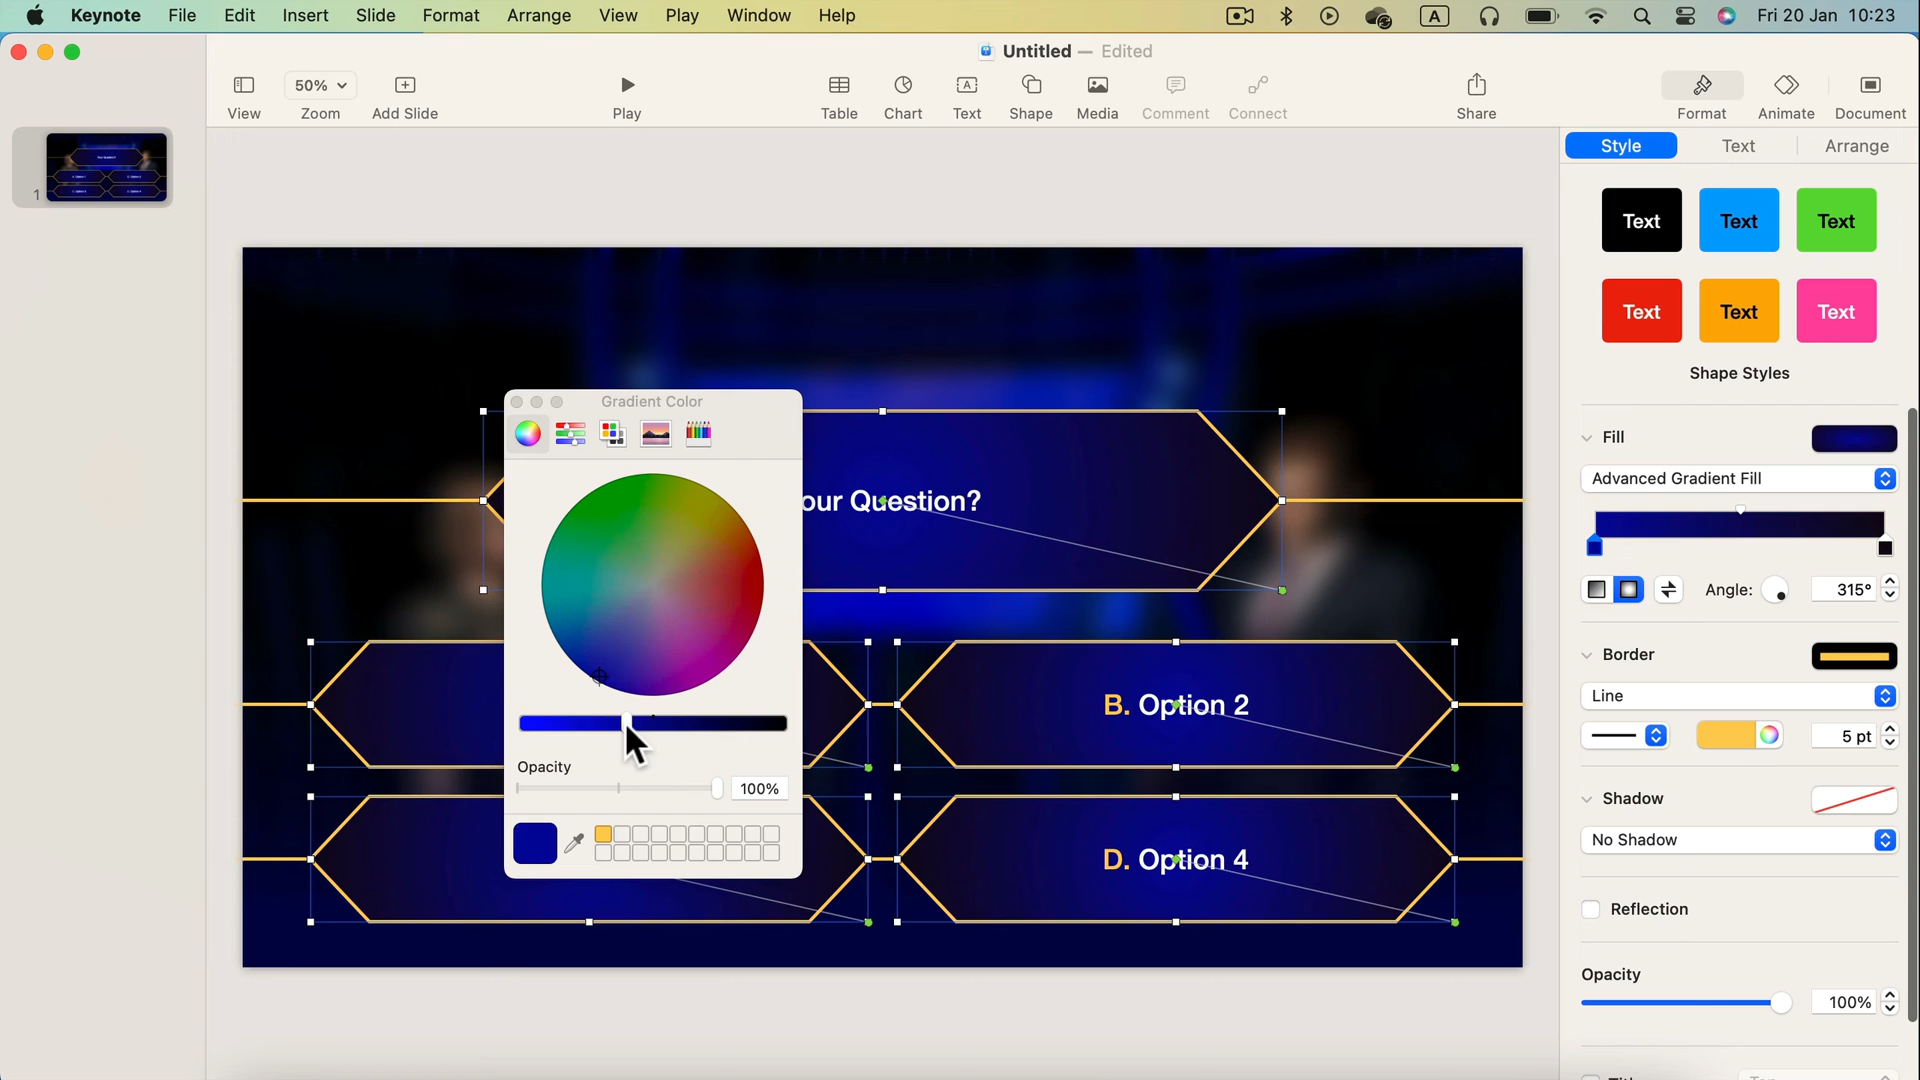 Keynote File Edit Insert Slide Format Arrange View Play Window Help
A Fri 20 Jan 10:23
Untitled — Edited
50%
View Zoom Add Slide Play Table Chart Text Shape Media Comment Connect Share Format Animate Document
Style Text Arrange
1
Text Text Text
Text Text Text
Shape Styles
Fill
Advanced Gradient Fill
Angle: 315°
Border
Line
5 pt
Shadow
No Shadow
Reflection
Opacity
100%
Gradient Color
Opacity
100%
our Question?
B. Option 2
D. Option 4